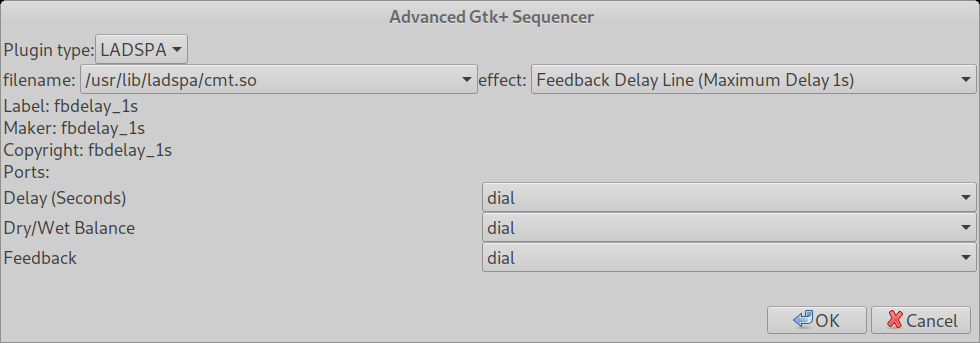 Advanced Gtk+ Sequencer
Plugin type: LADSPA
filename: /usr/lib/ladspa/cmt.so effect: Feedback Delay Line (Maximum Delay 1s)
Label: fbdelay_1s
Maker: fbdelay_1s
Copyright: fbdelay_1s
Ports:
Delay (Seconds) dial
Dry/Wet Balance dial
Feedback dial
OK Cancel